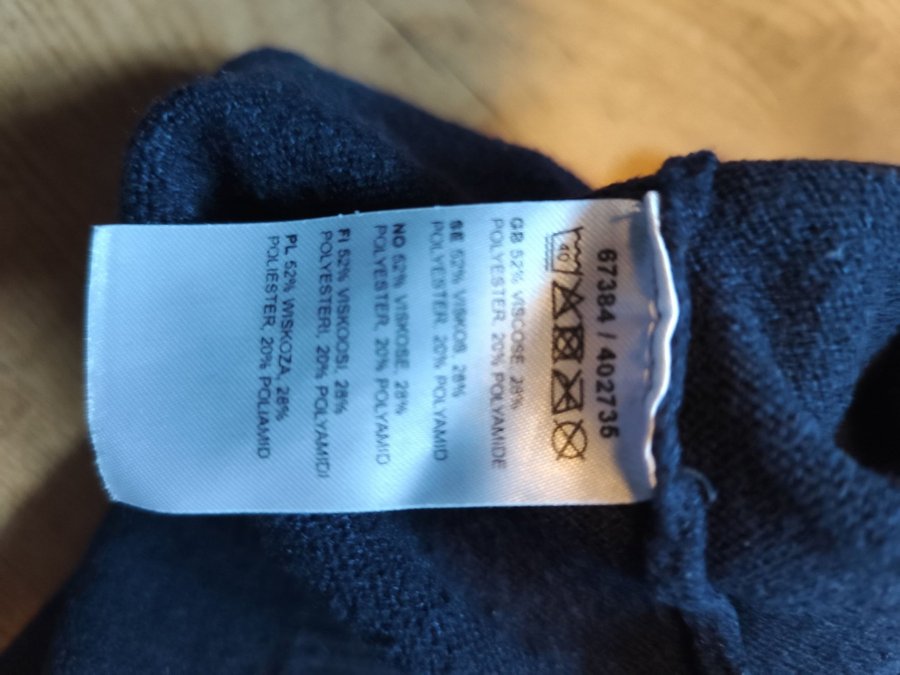 67384 / 402735
40
GB 52% VISCOSE, 28%
POLYESTER, 20% POLYAMIDE
SE 52% VISKOS, 28%
POLYESTER, 20% POLYAMID
NO 52% VISKOSE, 28%
POLYESTER, 20% POLYAMID
FI 52% VISKOOSI, 28%
POLYESTERI, 20% POLYAMIDI
PL 52% WISKOZA, 28%
POLIESTER, 20% POLIAMID